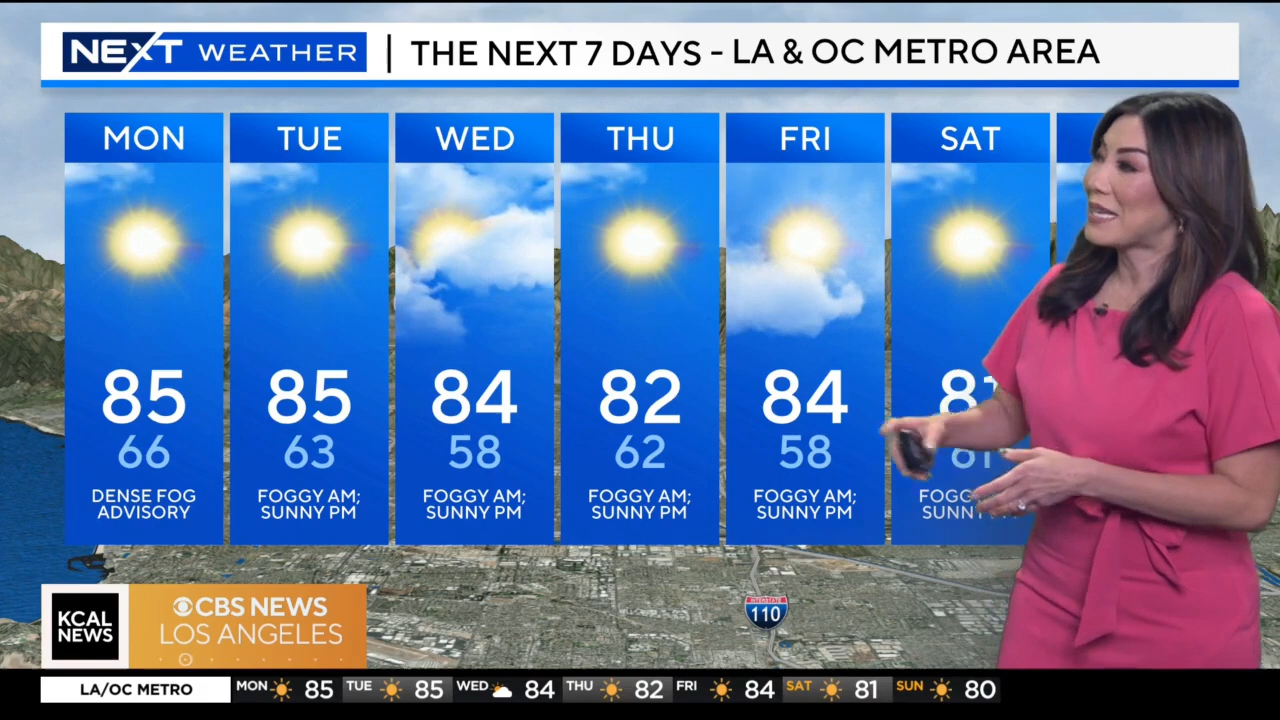 NEXT WEATHER | THE NEXT 7 DAYS - LA & OC METRO AREA
MON
TUE
WED
THU
FRI
SAT
85
85
84
82
84
81
66
63
58
62
58
61
DENSE FOG
ADVISORY
FOGGY AM;
SUNNY PM
FOGGY AM;
SUNNY PM
FOGGY AM;
SUNNY PM
FOGGY AM;
SUNNY PM
INTERSTATE
110
KCAL
NEWS
CBS NEWS
LOS ANGELES
LA/OC METRO
MON 85
TUE 85
WED 84
THU 82
FRI 84
SAT 81
SUN 80